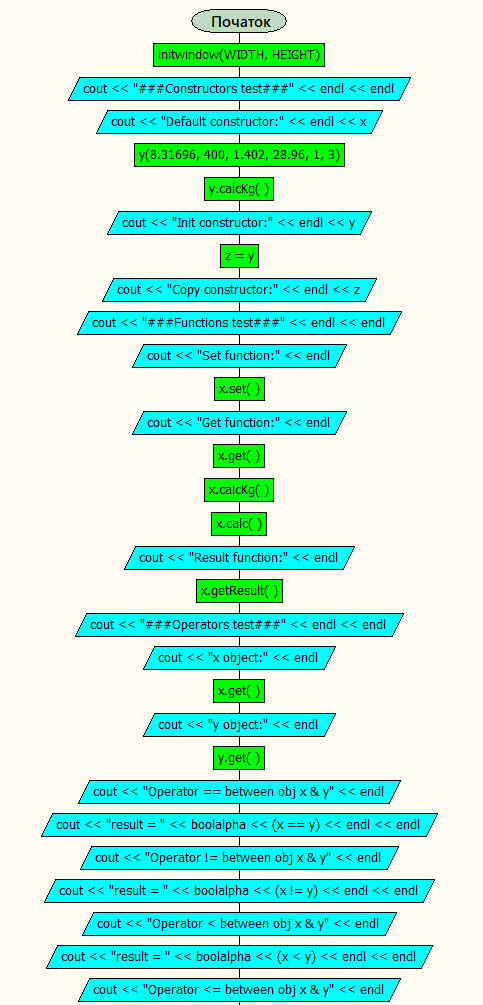 Початок
initwindow(WIDTH, HEIGHT)
cout << "###Constructors test###" << endl << endl
cout << "Default constructor:" << endl << x
y(8.31696, 400, 1.402, 28.96, 1, 3)
y.calcKg( )
cout << "Init constructor:" << endl << y
z = y
cout << "Copy constructor:" << endl << z
cout << "###Functions test###" << endl << endl
cout << "Set function:" << endl
x.set( )
cout << "Get function:" << endl
x.get( )
x.calcKg( )
x.calc( )
cout << "Result function:" << endl
x.getResult( )
cout << "###Operators test###" << endl << endl
cout << "x object:" << endl
x.get( )
cout << "y object:" << endl
y.get( )
cout << "Operator == between obj x & y" << endl
cout << "result = " << boolalpha << (x == y) << endl << endl
cout << "Operator != between obj x & y" << endl
cout << "result = " << boolalpha << (x != y) << endl << endl
cout << "Operator < between obj x & y" << endl
cout << "result = " << boolalpha << (x < y) << endl << endl
cout << "Operator <= between obj x & y" << endl